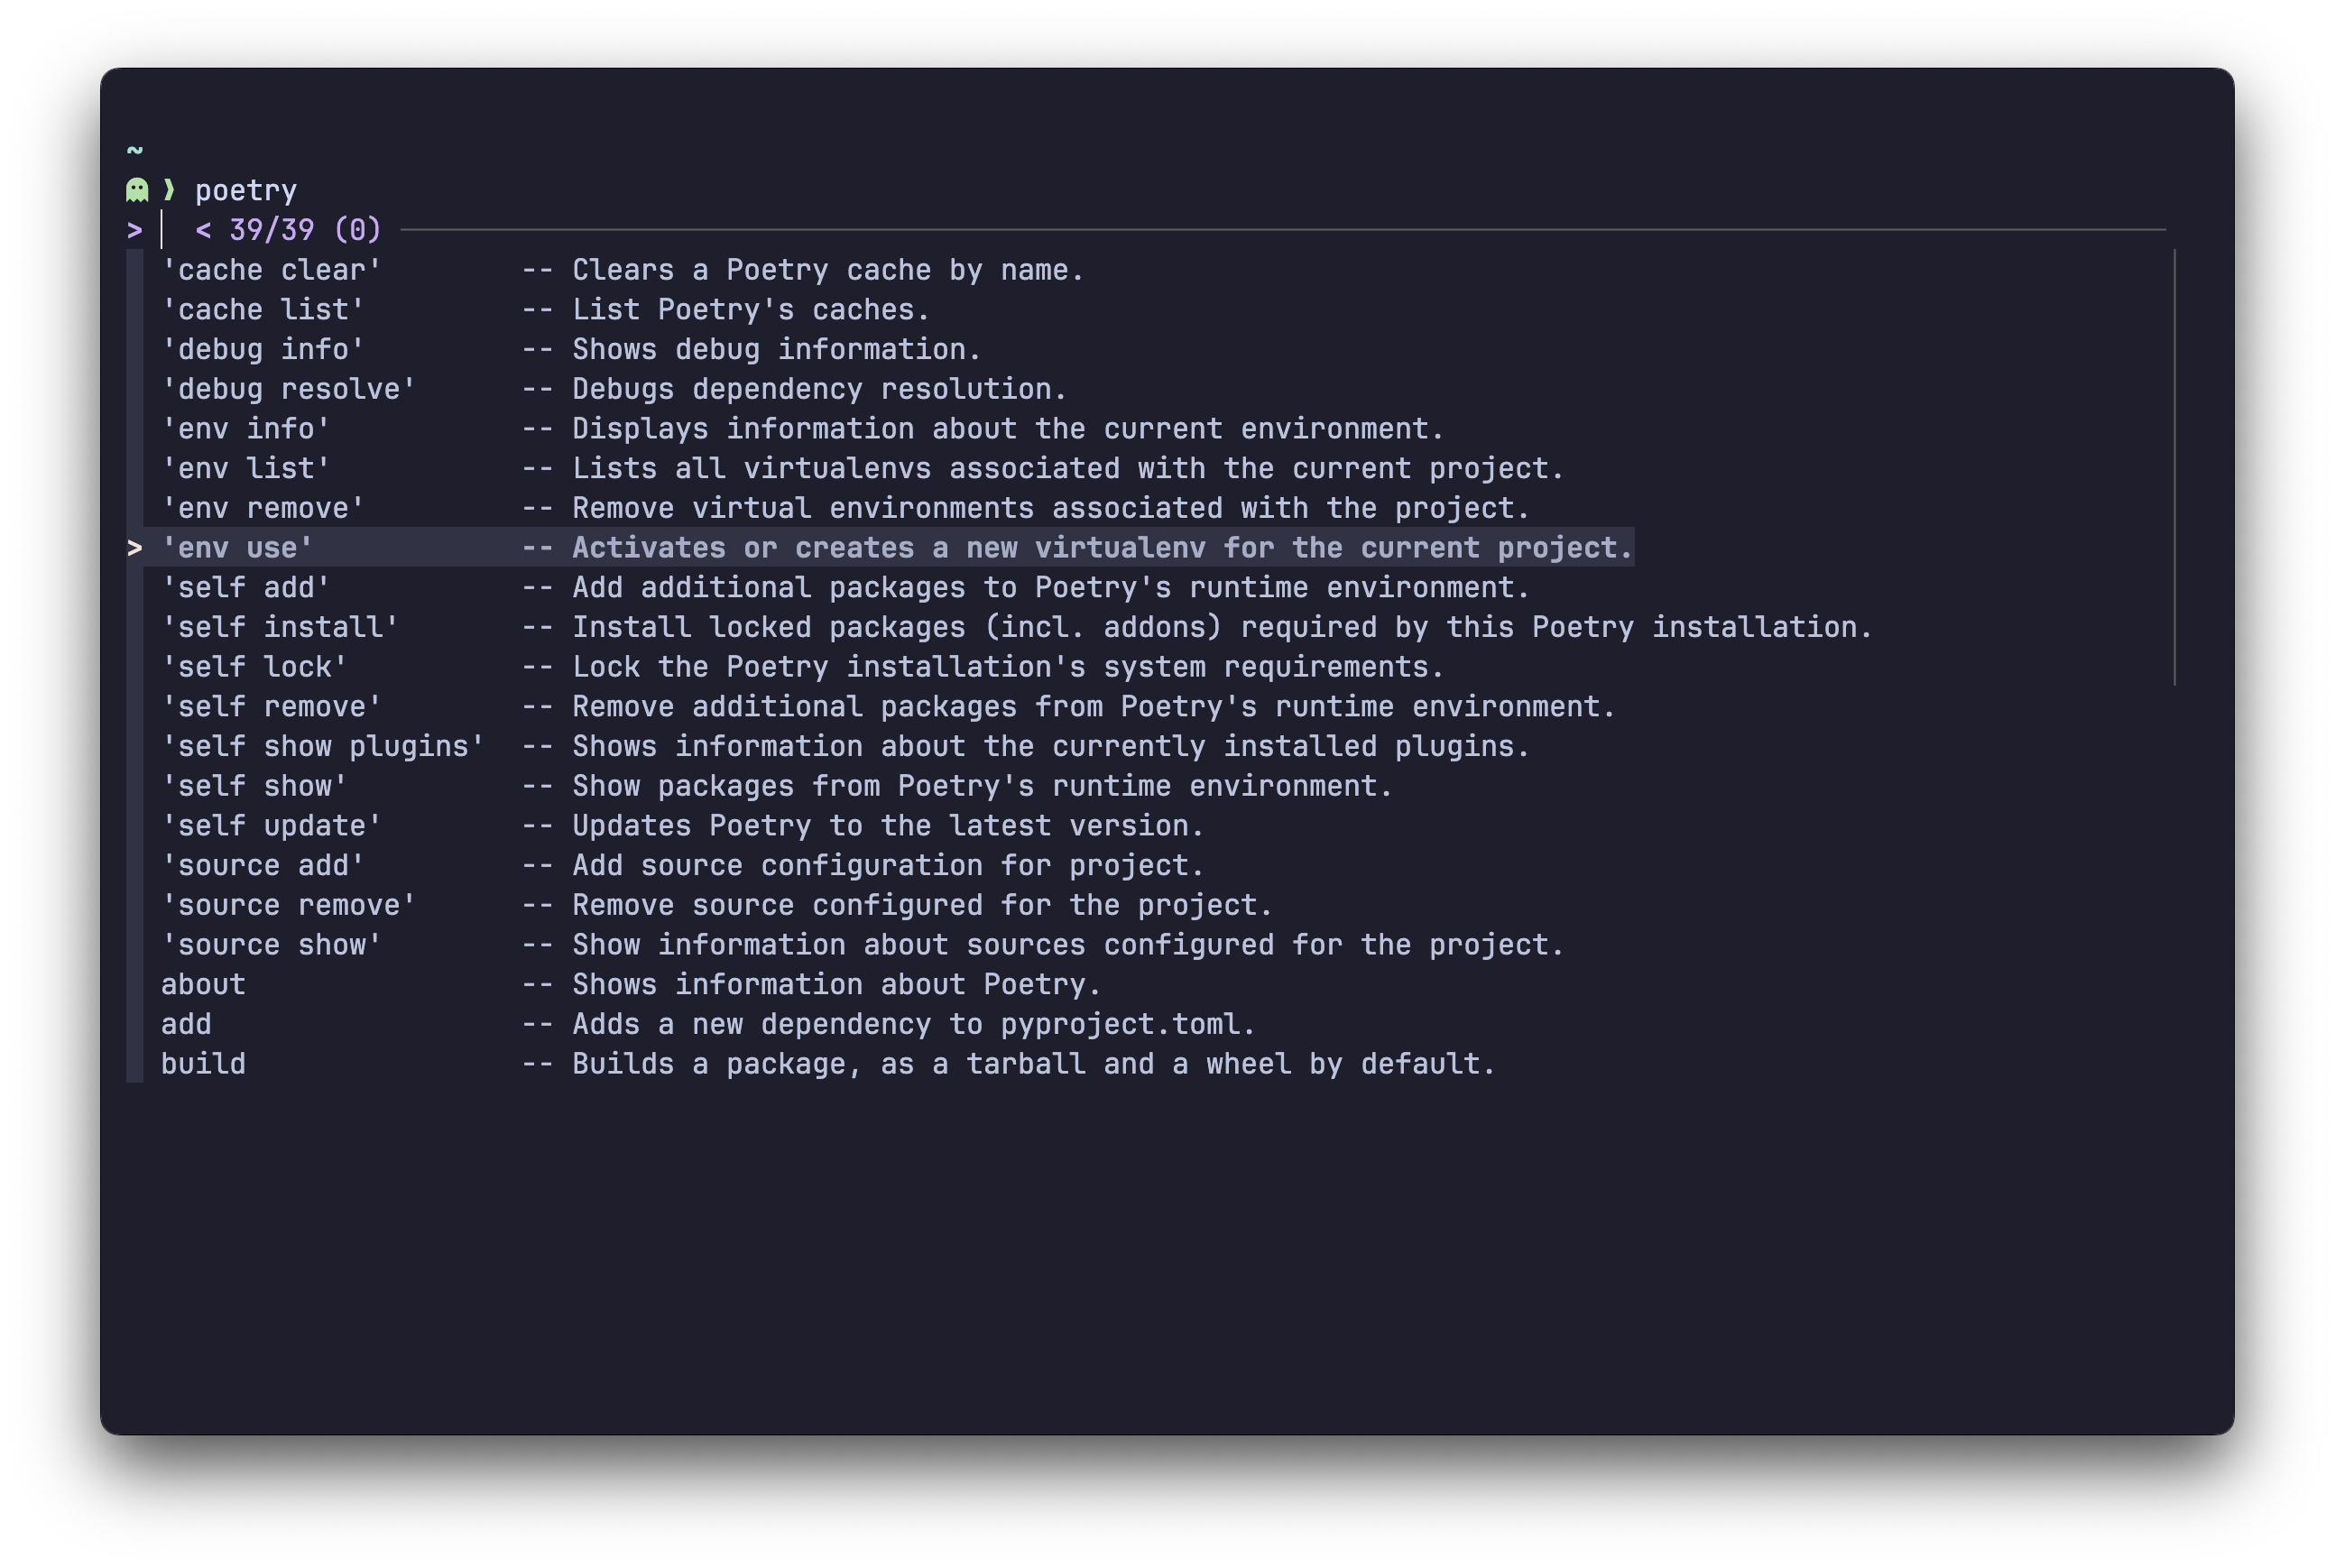 ~
❯ poetry
> < 39/39 (0)
'cache clear' -- Clears a Poetry cache by name.
'cache list' -- List Poetry's caches.
'debug info' -- Shows debug information.
'debug resolve' -- Debugs dependency resolution.
'env info' -- Displays information about the current environment.
'env list' -- Lists all virtualenvs associated with the current project.
'env remove' -- Remove virtual environments associated with the project.
> 'env use' -- Activates or creates a new virtualenv for the current project.
'self add' -- Add additional packages to Poetry's runtime environment.
'self install' -- Install locked packages (incl. addons) required by this Poetry installation.
'self lock' -- Lock the Poetry installation's system requirements.
'self remove' -- Remove additional packages from Poetry's runtime environment.
'self show plugins' -- Shows information about the currently installed plugins.
'self show' -- Show packages from Poetry's runtime environment.
'self update' -- Updates Poetry to the latest version.
'source add' -- Add source configuration for project.
'source remove' -- Remove source configured for the project.
'source show' -- Show information about sources configured for the project.
about -- Shows information about Poetry.
add -- Adds a new dependency to pyproject.toml.
build -- Builds a package, as a tarball and a wheel by default.